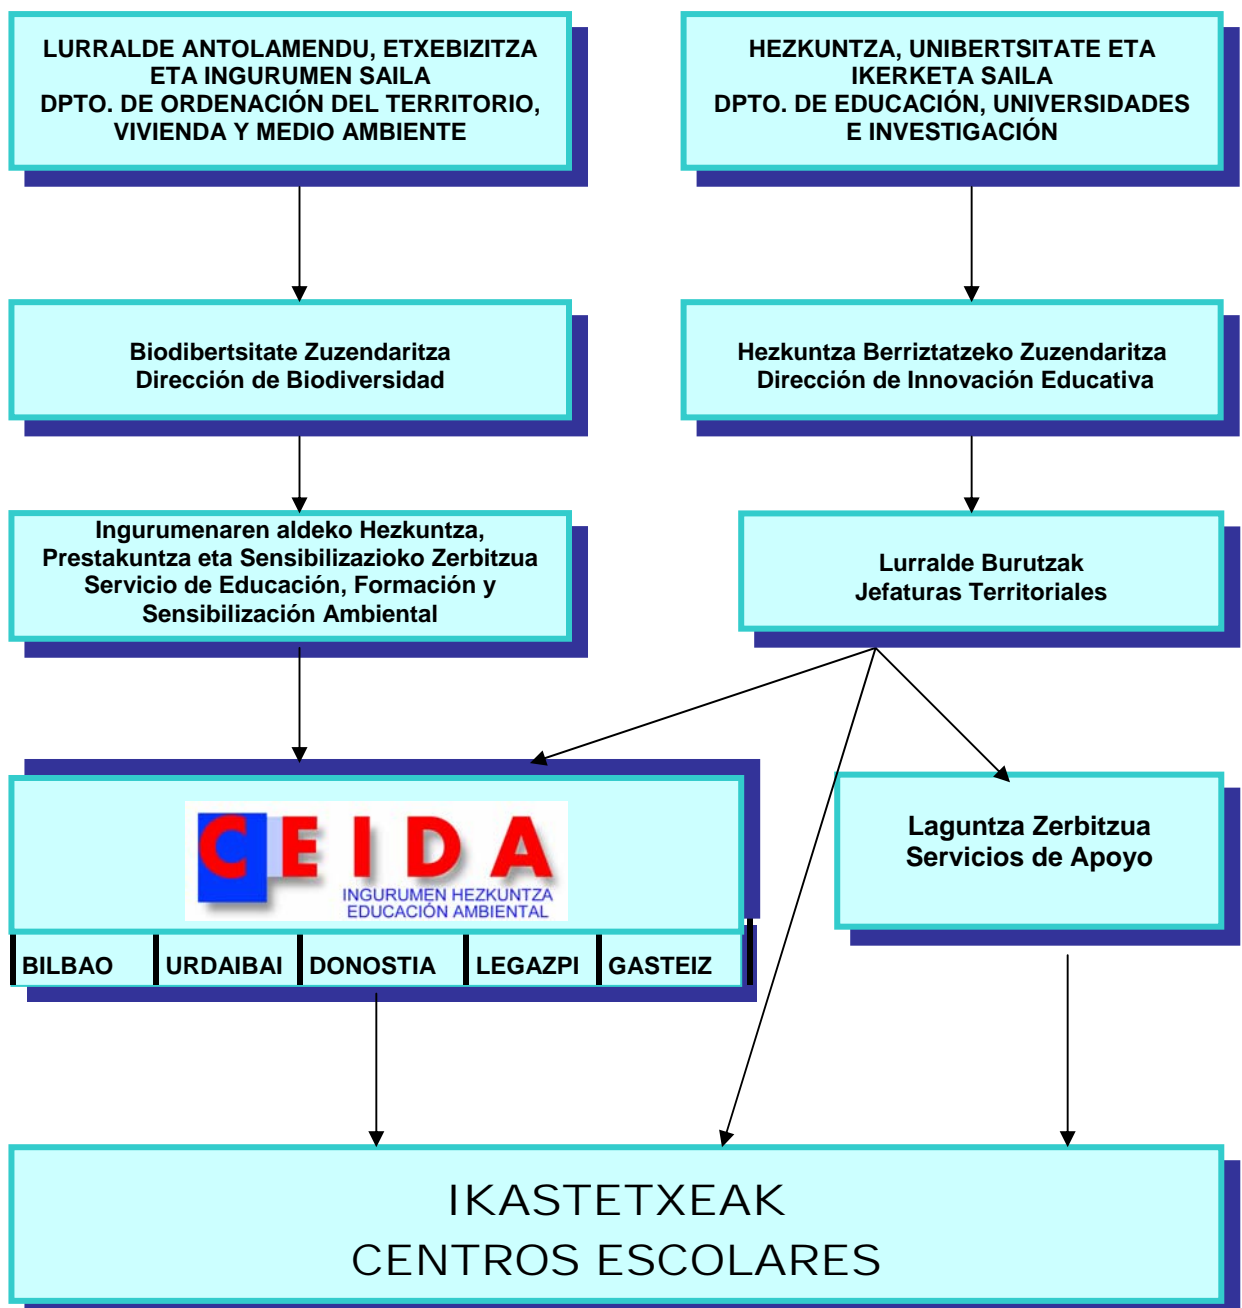 LURRALDE ANTOLAMENDU, ETXEBIZITZA
ETA INGURUMEN SAILA
DPTO. DE ORDENACIÓN DEL TERRITORIO,
VIVIENDA Y MEDIO AMBIENTE
HEZKUNTZA, UNIBERTSITATE ETA
IKERKETA SAILA
DPTO. DE EDUCACIÓN, UNIVERSIDADES
E INVESTIGACIÓN
Biodibertsitate Zuzendaritza
Dirección de Biodiversidad
Hezkuntza Berriztatzeko Zuzendaritza
Dirección de Innovación Educativa
Ingurumenaren aldeko Hezkuntza,
Prestakuntza eta Sensibilizazioko Zerbitzua
Servicio de Educación, Formación y
Sensibilización Ambiental
Lurralde Burutzak
Jefaturas Territoriales
CEIDA
INGURUMEN HEZKUNTZA
EDUCACIÓN AMBIENTAL
BILBAO URDAIBAI DONOSTIA LEGAZPI GASTEIZ
Laguntza Zerbitzua
Servicios de Apoyo
IKASTETXEAK
CENTROS ESCOLARES